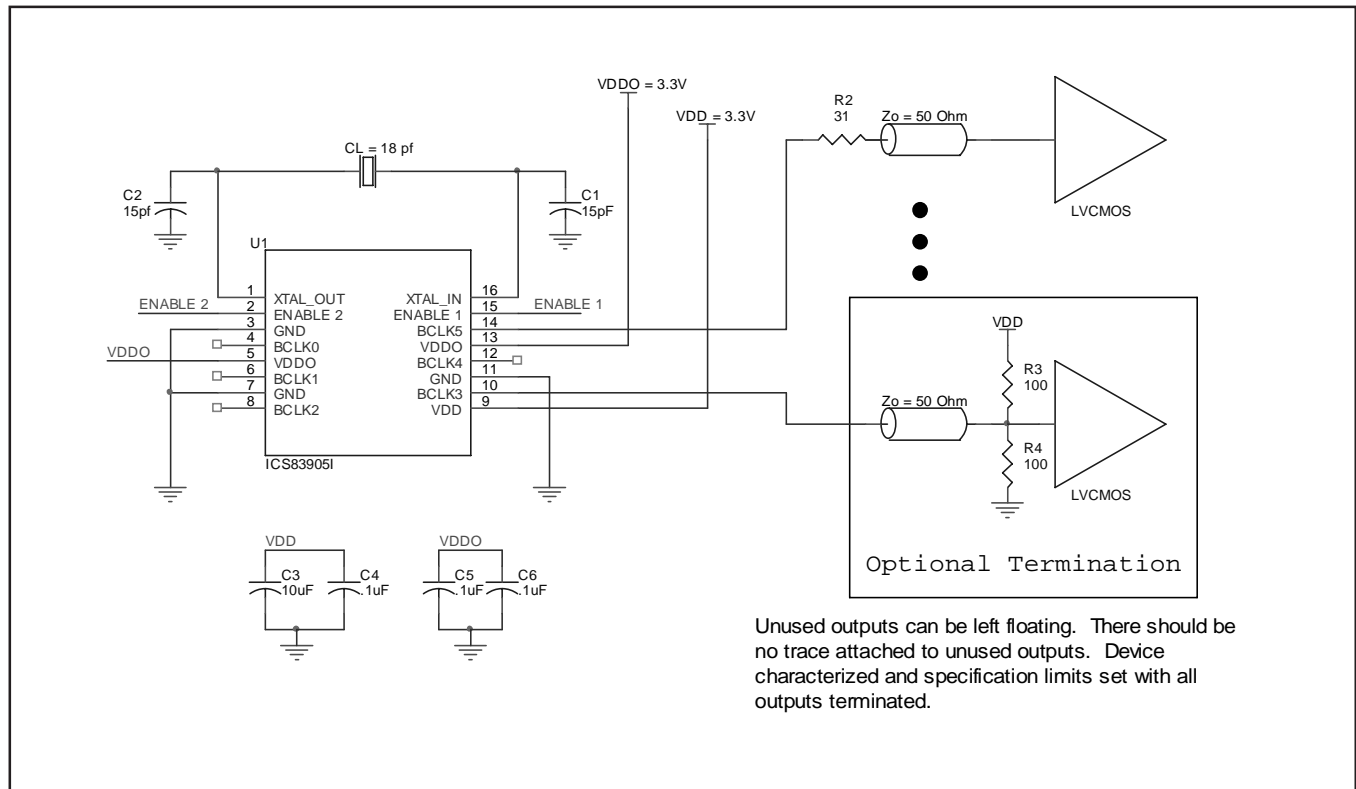 VDDO = 3.3V
VDD = 3.3V
R2
31
Zo = 50 Ohm
LVCMOS
CL = 18 pf
C2
15pf
C1
15pF
U1
1
XTAL_OUT
XTAL_IN
16
ENABLE 2
2
ENABLE 2
ENABLE 1
15
ENABLE 1
3
GND
BCLK5
14
4
BCLK0
VDDO
13
VDDO
5
VDDO
BCLK4
12
6
BCLK1
GND
11
7
GND
BCLK3
10
8
BCLK2
VDD
9
ICS83905I
VDD
R3
100
Zo = 50 Ohm
R4
100
LVCMOS
Optional Termination
VDD
C3
10uF
C4
.1uF
VDDO
C5
.1uF
C6
.1uF
Unused outputs can be left floating. There should be
no trace attached to unused outputs. Device
characterized and specification limits set with all
outputs terminated.